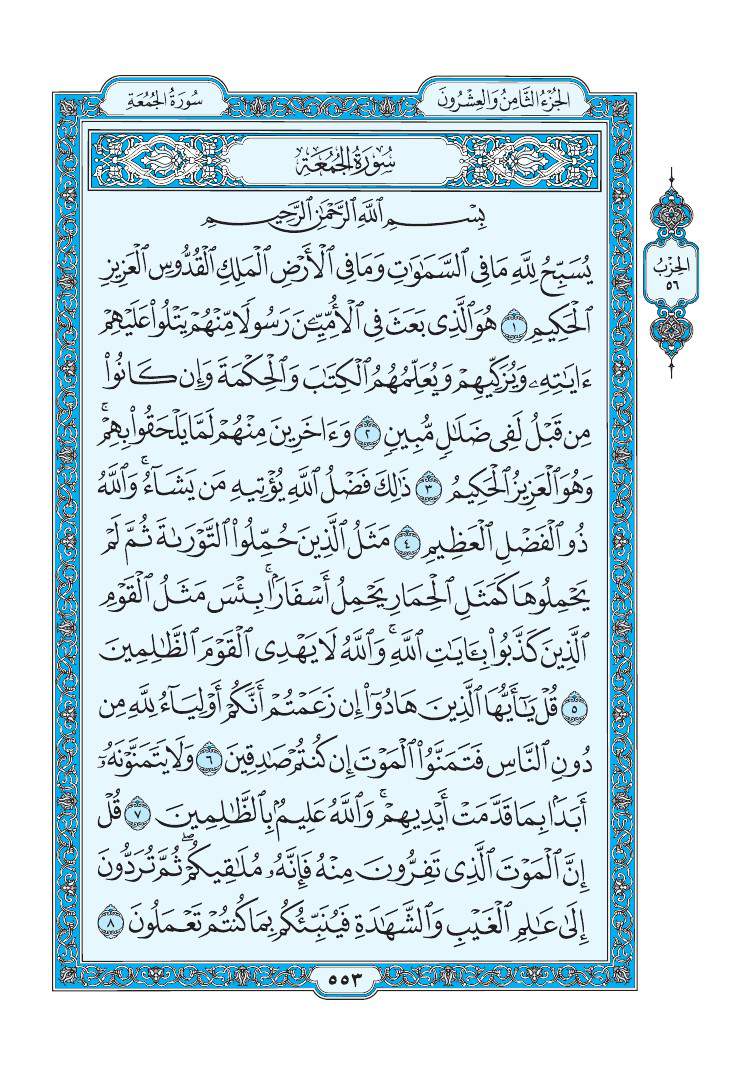 الجُزْءُ الثَّامِنُ وَالعِشْرُونَ
سُورَةُ الجُمُعَةِ
سُورَةُ الجُمُعَةِ
بِسْمِ ٱللَّهِ ٱلرَّحْمَٰنِ ٱلرَّحِيمِ
يُسَبِّحُ لِلَّهِ مَا فِي ٱلسَّمَٰوَٰتِ وَمَا فِي ٱلْأَرْضِ ٱلْمَلِكِ ٱلْقُدُّوسِ ٱلْعَزِيزِ
ٱلْحَكِيمِ ١ هُوَ ٱلَّذِي بَعَثَ فِي ٱلْأُمِّيِّـۧنَ رَسُولًا مِّنْهُمْ يَتْلُوا۟ عَلَيْهِمْ
ءَايَٰتِهِۦ وَيُزَكِّيهِمْ وَيُعَلِّمُهُمُ ٱلْكِتَٰبَ وَٱلْحِكْمَةَ وَإِن كَانُوا۟
مِن قَبْلُ لَفِي ضَلَٰلٍ مُّبِينٍ ٢ وَءَاخَرِينَ مِنْهُمْ لَمَّا يَلْحَقُوا۟ بِهِمْ ۚ
وَهُوَ ٱلْعَزِيزُ ٱلْحَكِيمُ ٣ ذَٰلِكَ فَضْلُ ٱللَّهِ يُؤْتِيهِ مَن يَشَآءُ ۚ وَٱللَّهُ
ذُو ٱلْفَضْلِ ٱلْعَظِيمِ ٤ مَثَلُ ٱلَّذِينَ حُمِّلُوا۟ ٱلتَّوْرَىٰةَ ثُمَّ لَمْ
يَحْمِلُوهَا كَمَثَلِ ٱلْحِمَارِ يَحْمِلُ أَسْفَارًۢا ۚ بِئْسَ مَثَلُ ٱلْقَوْمِ
ٱلَّذِينَ كَذَّبُوا۟ بِـَٔايَٰتِ ٱللَّهِ ۚ وَٱللَّهُ لَا يَهْدِي ٱلْقَوْمَ ٱلظَّٰلِمِينَ
٥ قُلْ يَٰٓأَيُّهَا ٱلَّذِينَ هَادُوٓا۟ إِن زَعَمْتُمْ أَنَّكُمْ أَوْلِيَآءُ لِلَّهِ مِن
دُونِ ٱلنَّاسِ فَتَمَنَّوُا۟ ٱلْمَوْتَ إِن كُنتُمْ صَٰدِقِينَ ٦ وَلَا يَتَمَنَّوْنَهُۥٓ
أَبَدًۢا بِمَا قَدَّمَتْ أَيْدِيهِمْ ۚ وَٱللَّهُ عَلِيمٌۢ بِٱلظَّٰلِمِينَ ٧ قُلْ
إِنَّ ٱلْمَوْتَ ٱلَّذِي تَفِرُّونَ مِنْهُ فَإِنَّهُۥ مُلَٰقِيكُمْ ۖ ثُمَّ تُرَدُّونَ
إِلَىٰ عَٰلِمِ ٱلْغَيْبِ وَٱلشَّهَٰدَةِ فَيُنَبِّئُكُم بِمَا كُنتُمْ تَعْمَلُونَ ٨
الحِزْبُ
٥٦
٥٥٣